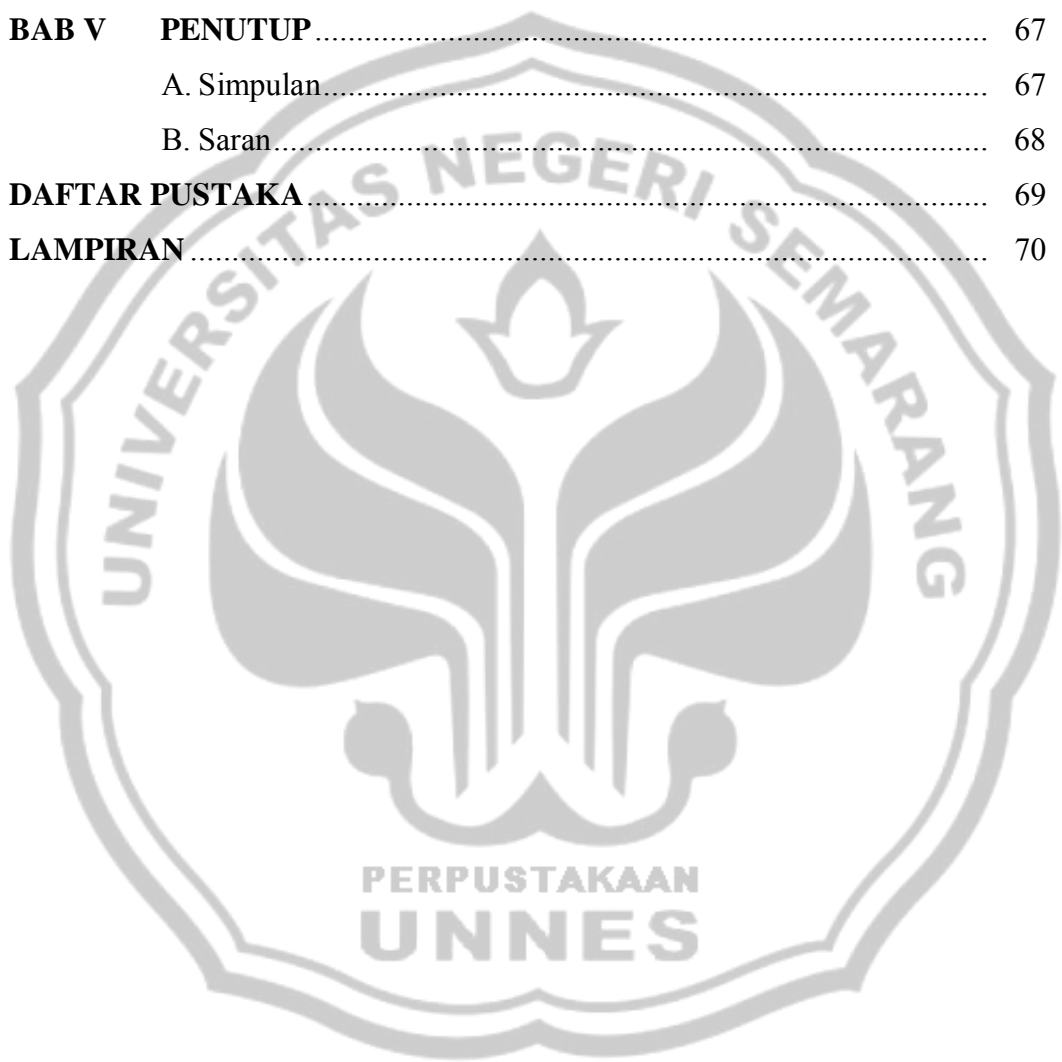 BAB V PENUTUP ........................................................................ 67
A. Simpulan ........................................................................ 67
B. Saran ........................................................................ 68
DAFTAR PUSTAKA ........................................................................ 69
LAMPIRAN ........................................................................ 70
UNIVERSITAS NEGERI SEMARANG
PERPUSTAKAAN
UNNES